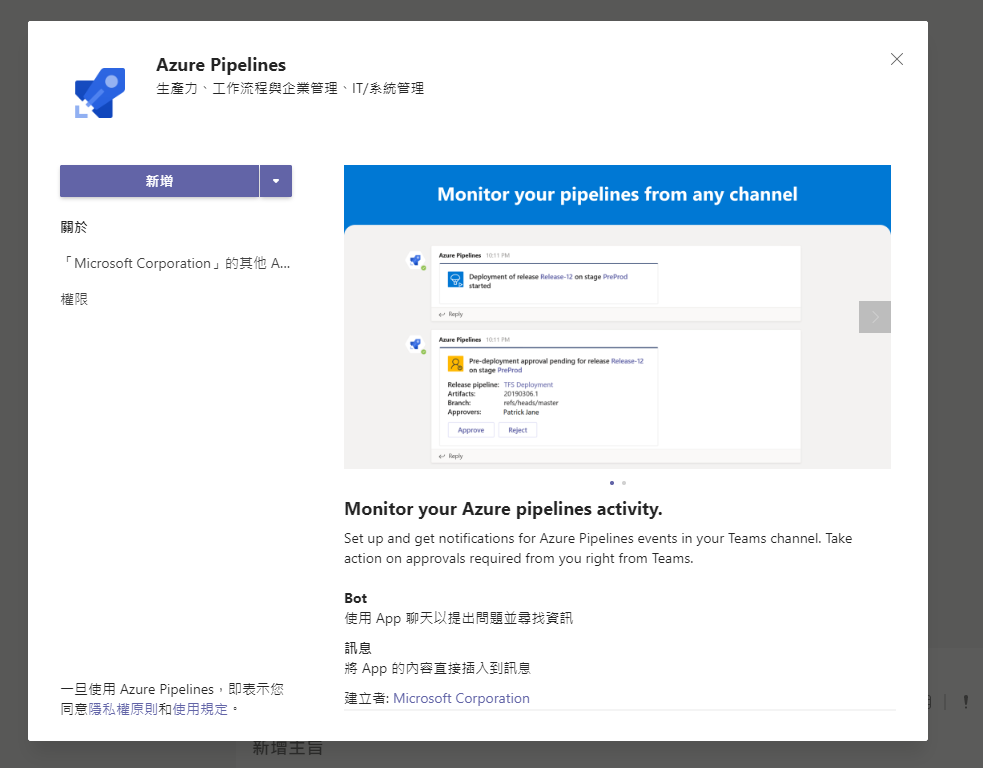 Azure Pipelines
生產力、工作流程與企業管理、IT/系統管理
新增
關於
「Microsoft Corporation」的其他 A...
權限
Monitor your pipelines from any channel
Azure Pipelines 10:11 PM
Deployment of release Release-12 on stage PreProd
started
Reply
Azure Pipelines 10:11 PM
Pre-deployment approval pending for release Release-12
on stage PreProd
Release pipeline: TFS Deployment
Artifacts: 20190306.1
Branch: refs/heads/master
Approvers: Patrick Jane
Approve Reject
Reply
Monitor your Azure pipelines activity.
Set up and get notifications for Azure Pipelines events in your Teams channel. Take
action on approvals required from you right from Teams.
Bot
使用 App 聊天以提出問題並尋找資訊
訊息
將 App 的內容直接插入到訊息
建立者: Microsoft Corporation
一旦使用 Azure Pipelines，即表示您
同意隱私權原則和使用規定。
新增主旨